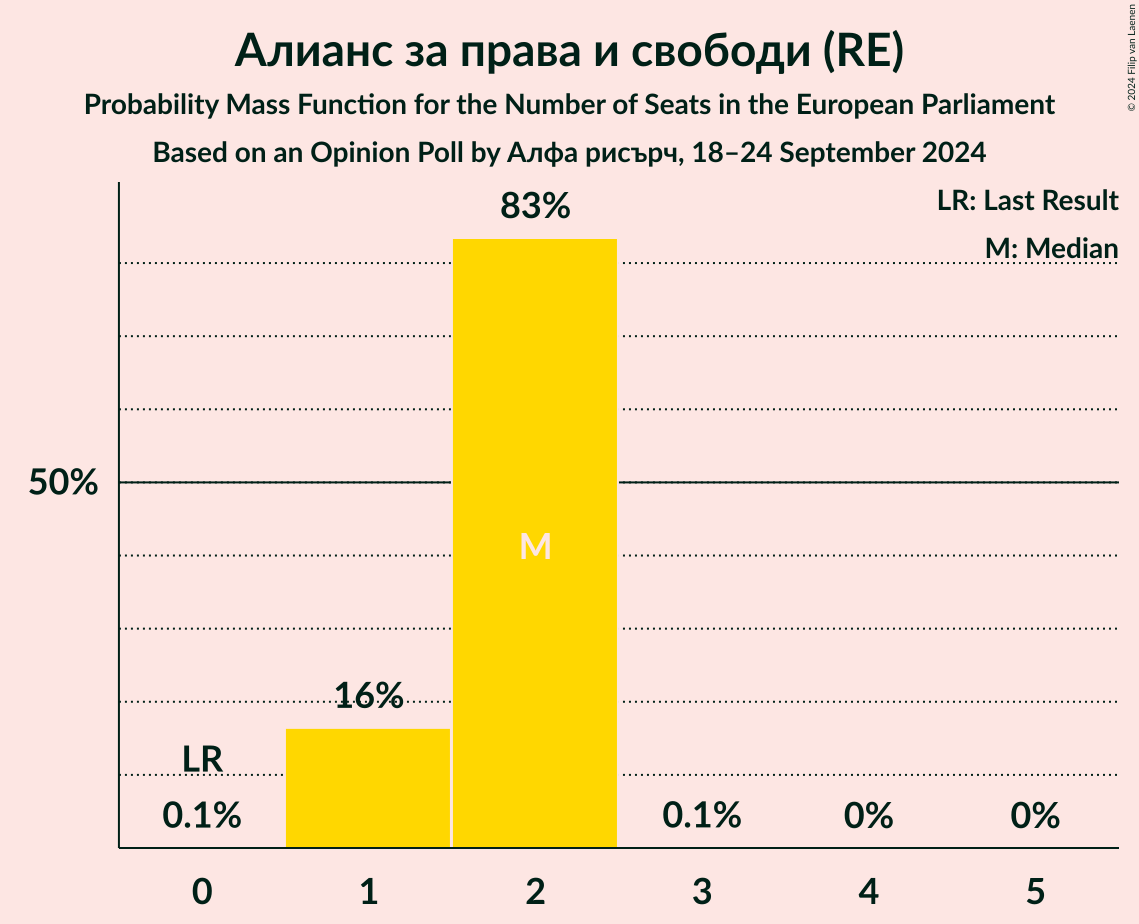 Алианс за права и свободи (RE)
Probability Mass Function for the Number of Seats in the European Parliament
Based on an Opinion Poll by Алфа рисърч, 18–24 September 2024
© 2024 Filip van Laenen
LR: Last Result
M: Median
83%
50%
M
16%
LR
0.1%
0.1%
0%
0%
0 1 2 3 4 5